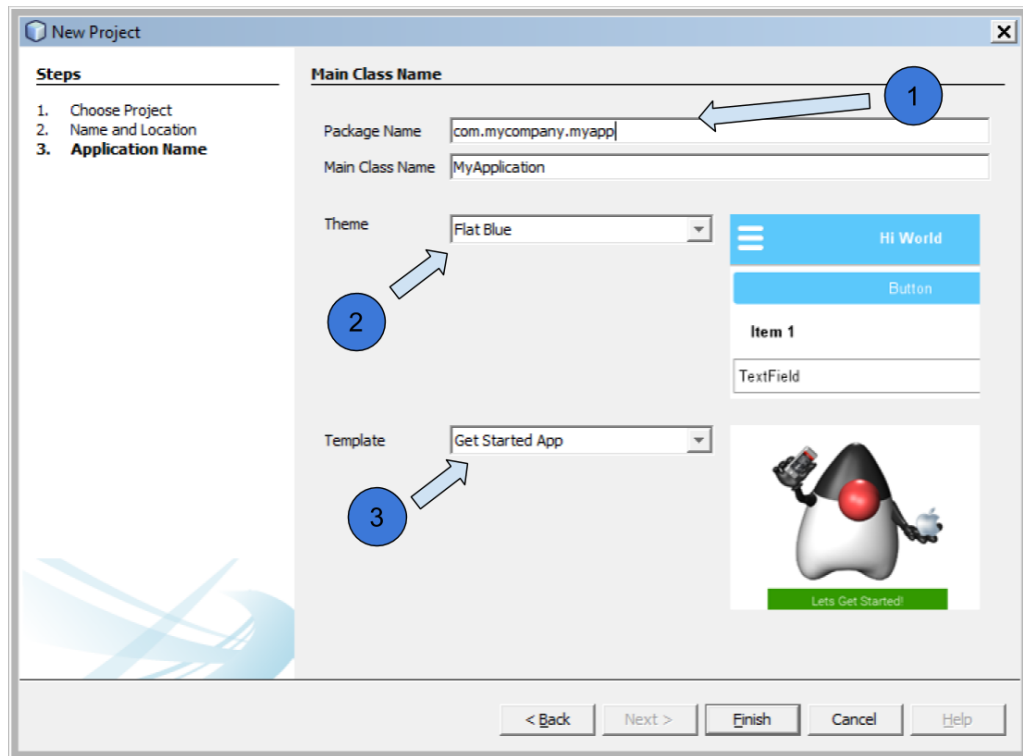 New Project
Steps
1. Choose Project
2. Name and Location
3. Application Name
Main Class Name
1
Package Name com.mycompany.myapp
Main Class Name MyApplication
Theme Flat Blue
2
Hi World
Button
Item 1
TextField
Template Get Started App
3
Lets Get Started!
< Back Next > Finish Cancel Help